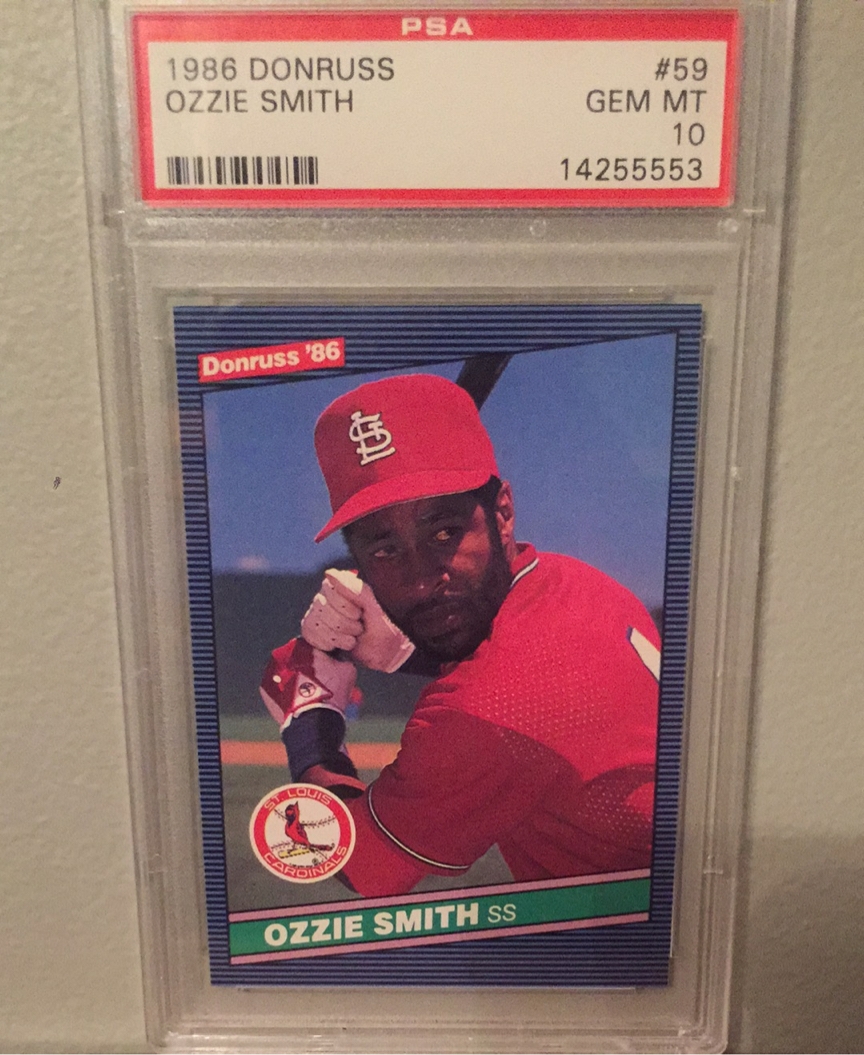 PSA
1986 DONRUSS #59
OZZIE SMITH GEM MT
10
14255553
Donruss '86
STL
ST. LOUIS
CARDINALS
OZZIE SMITH SS